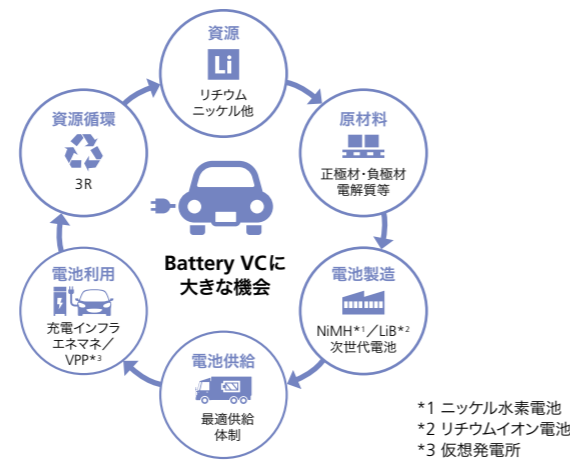 資源
Li
リチウム
ニッケル他
原材料
正極材・負極材
電解質等
電池製造
NiMH*1／LiB*2
次世代電池
電池供給
最適供給
体制
電池利用
充電インフラ
エネマネ／
VPP*3
資源循環
3R
Battery VCに
大きな機会
*1 ニッケル水素電池
*2 リチウムイオン電池
*3 仮想発電所